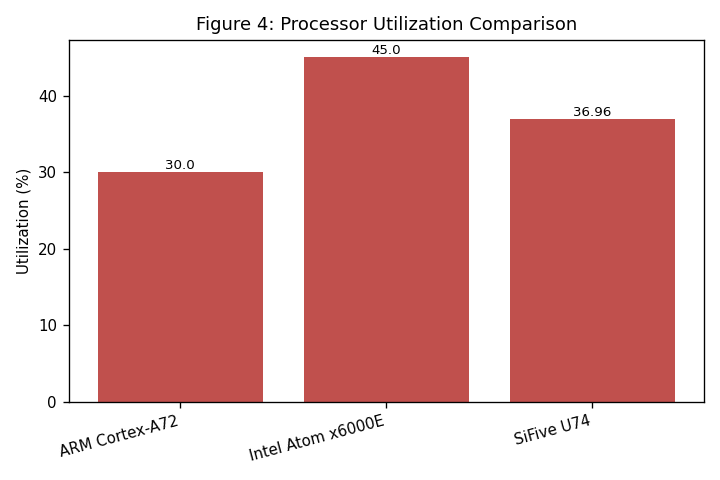 Figure 4: Processor Utilization Comparison
45.0
36.96
30.0
Utilization (%)
40
30
20
10
0
ARM Cortex-A72
Intel Atom x6000E
SiFive U74